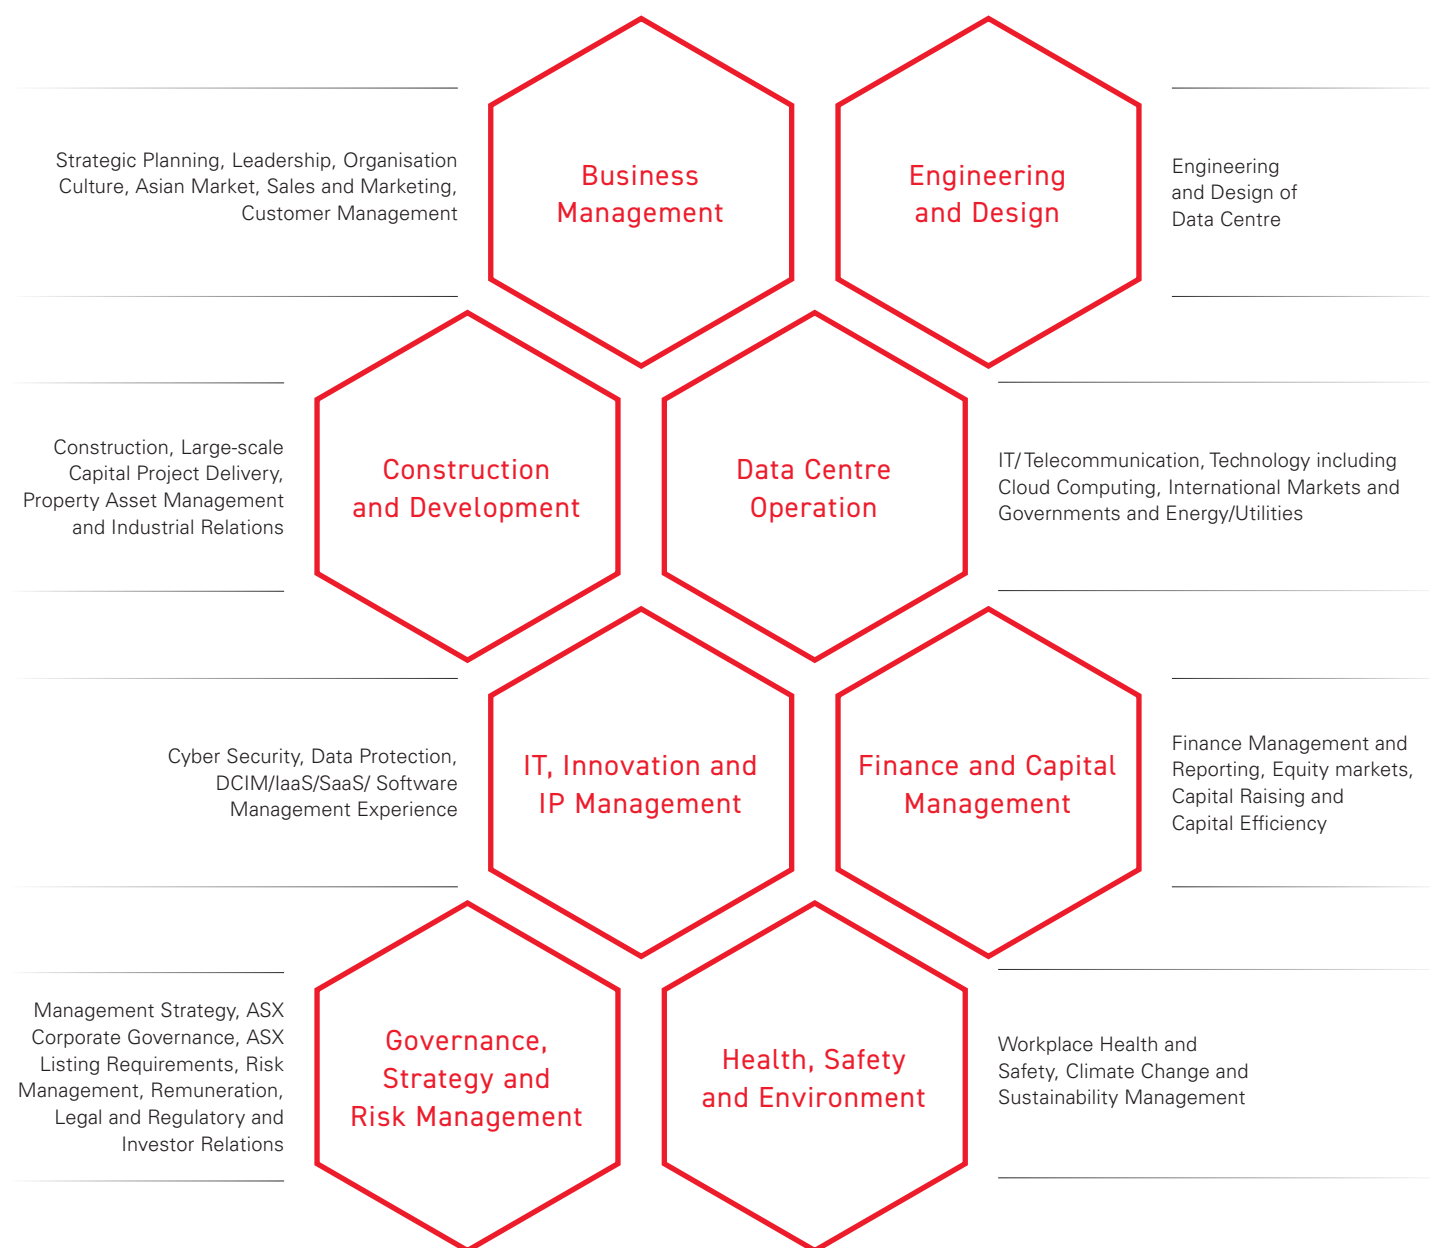 Strategic Planning, Leadership, Organisation
Culture, Asian Market, Sales and Marketing,
Customer Management
Business
Management
Engineering
and Design
Engineering
and Design of
Data Centre
Construction, Large-scale
Capital Project Delivery,
Property Asset Management
and Industrial Relations
Construction
and Development
Data Centre
Operation
IT/Telecommunication, Technology including
Cloud Computing, International Markets and
Governments and Energy/Utilities
Cyber Security, Data Protection,
DCIM/IaaS/SaaS/ Software
Management Experience
IT, Innovation and
IP Management
Finance and Capital
Management
Finance Management and
Reporting, Equity markets,
Capital Raising and
Capital Efficiency
Management Strategy, ASX
Corporate Governance, ASX
Listing Requirements, Risk
Management, Remuneration,
Legal and Regulatory and
Investor Relations
Governance,
Strategy and
Risk Management
Health, Safety
and Environment
Workplace Health and
Safety, Climate Change and
Sustainability Management